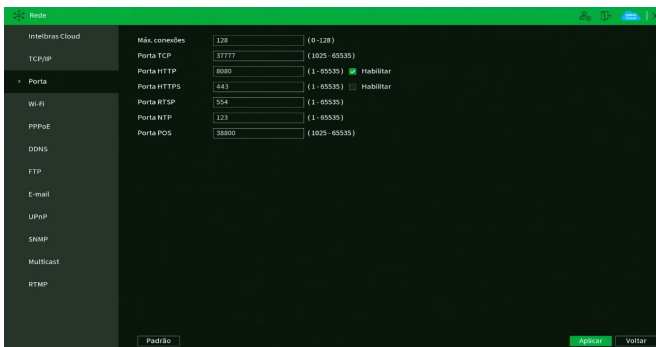 Rede
Intelbras Cloud
TCP/IP
Porta
Wi-Fi
PPPoE
DDNS
FTP
E-mail
UPnP
SNMP
Multicast
RTMP
Máx. conexões 128 (0-128)
Porta TCP 37777 (1025-65535)
Porta HTTP 8080 (1-65535) Habilitar
Porta HTTPS 443 (1-65535) Habilitar
Porta RTSP 554 (1-65535)
Porta NTP 123 (1-65535)
Porta POS 38800 (1025-65535)
Padrão Aplicar Voltar